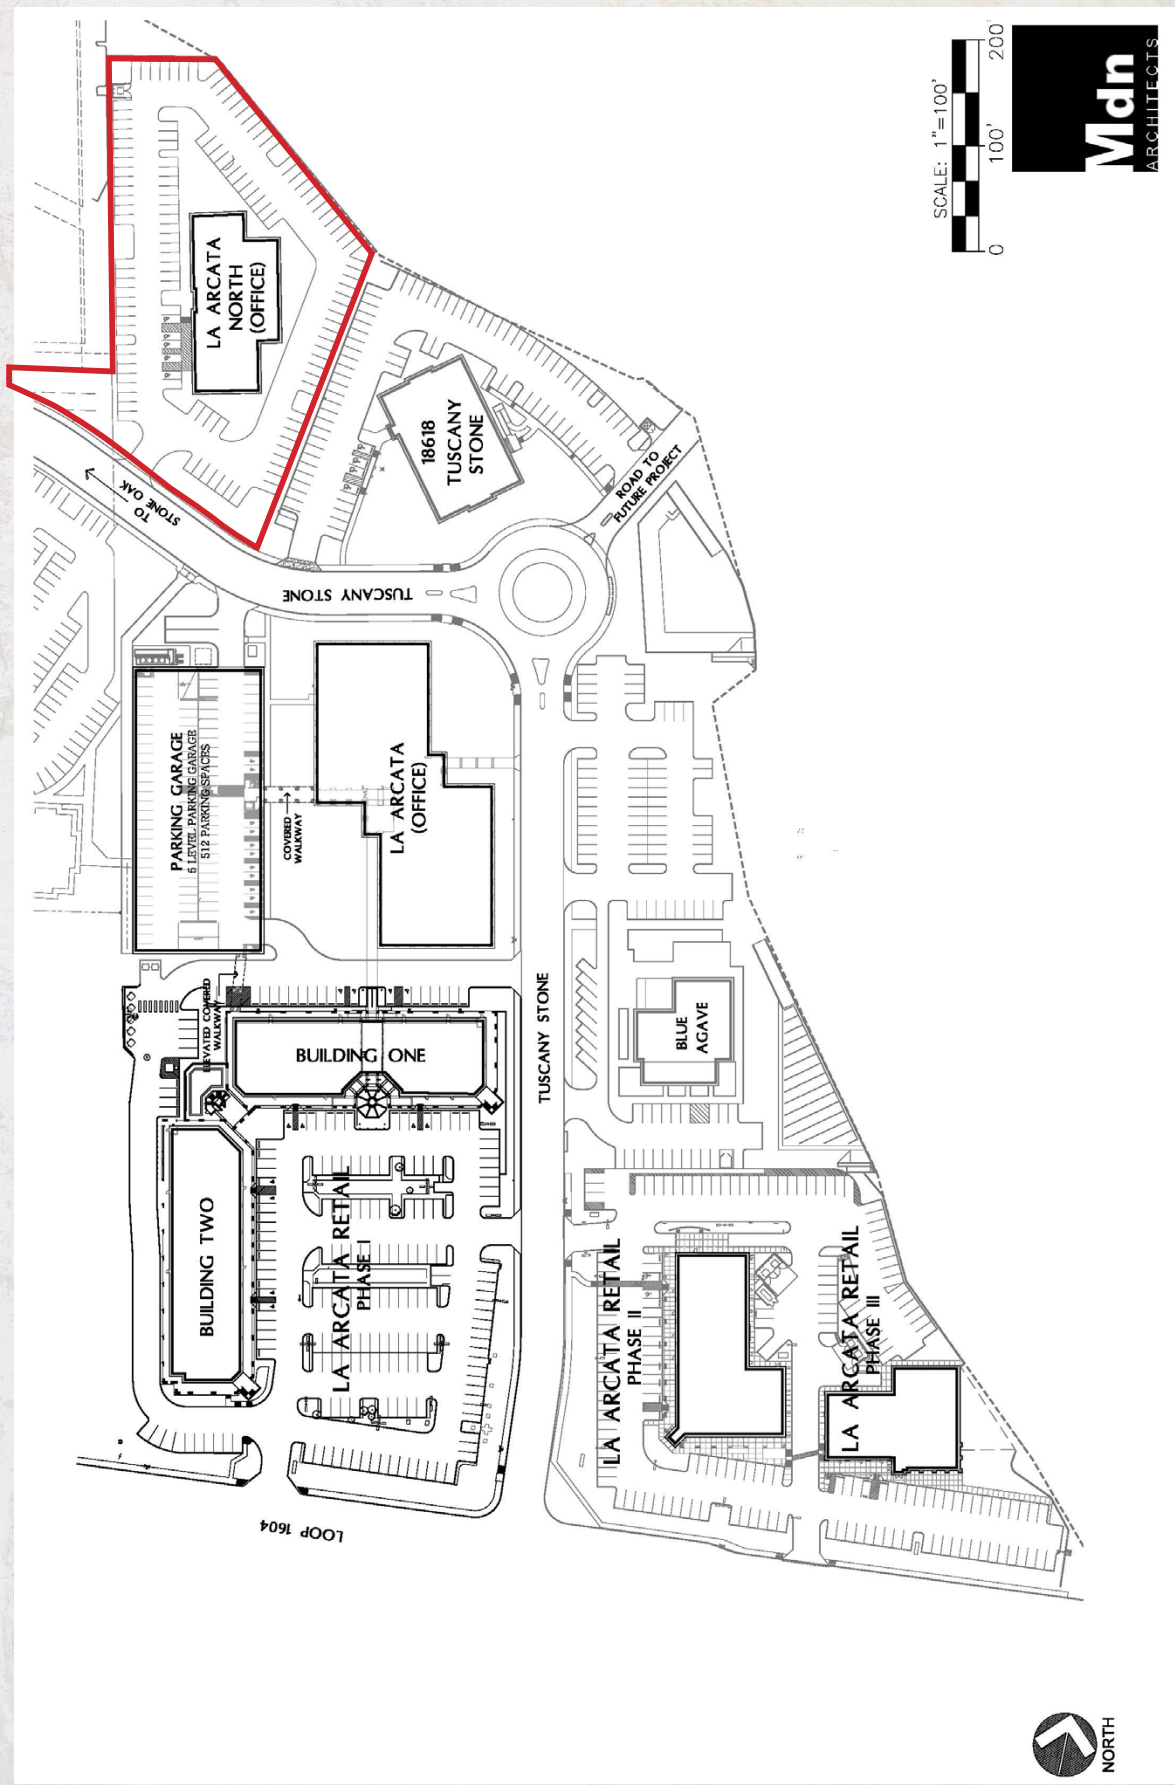 SCALE: 1"=100'
0
100'
200'
Mdn
ARCHITECTS
LA ARCATA
NORTH
(OFFICE)
18618
TUSCANY
STONE
ROAD TO
FUTURE PROJECT
TO
STONE OAK
TUSCANY STONE
PARKING GARAGE
5 LEVEL PARKING GARAGE
512 PARKING SPACES
COVERED
WALKWAY
LA ARCATA
(OFFICE)
ELEVATED COVERED
WALKWAY
BUILDING ONE
TUSCANY STONE
BLUE
AGAVE
BUILDING TWO
LA ARCATA RETAIL
PHASE I
LA ARCATA RETAIL
PHASE II
LA ARCATA RETAIL
PHASE III
LOOP 1604
NORTH